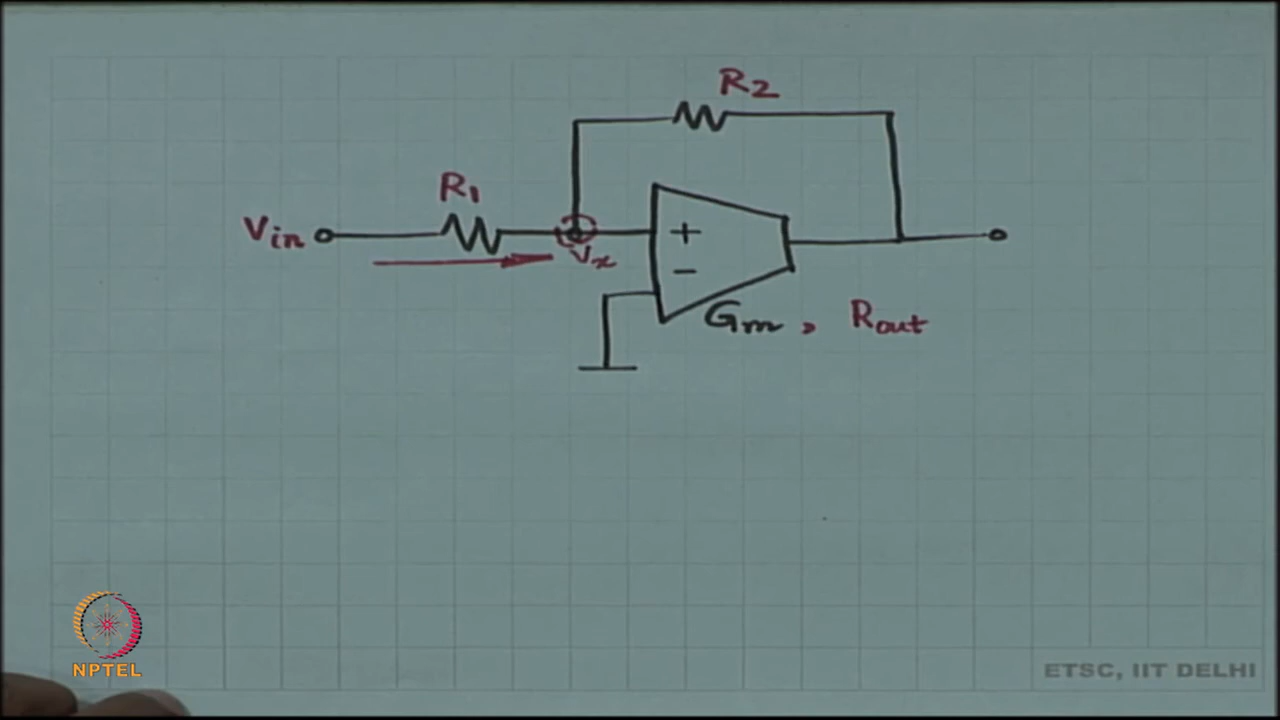 R₂
R₁
Vin
+
Vx
−
Gm, Rout
NPTEL
ETSC, IIT DELHI